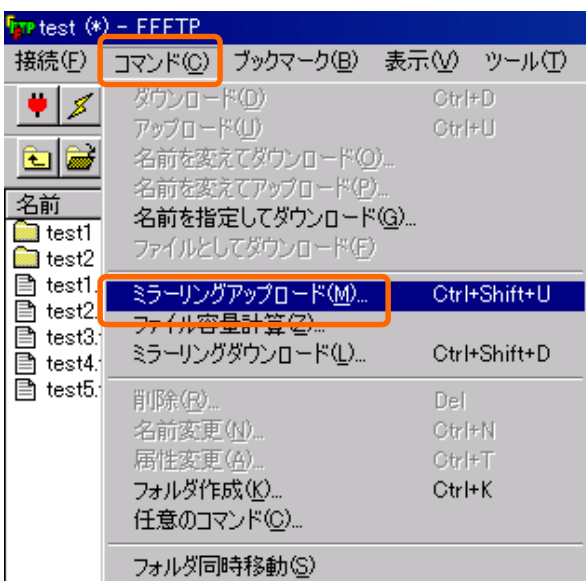 test (*) - FFFTP
接続(F) コマンド(C) ブックマーク(B) 表示(V) ツール(T)
ダウンロード(D) Ctrl+D
アップロード(U) Ctrl+U
名前を変えてダウンロード(O)...
名前を変えてアップロード(P)...
名前を指定してダウンロード(G)...
ファイルとしてダウンロード(F)
ミラーリングアップロード(M)... Ctrl+Shift+U
ファイル容量計算(Z)...
ミラーリングダウンロード(L)... Ctrl+Shift+D
削除(R)... Del
名前変更(N)... Ctrl+N
属性変更(A)... Ctrl+T
フォルダ作成(K)... Ctrl+K
任意のコマンド(C)...
フォルダ同時移動(S)
名前
test1
test2
test1.
test2.
test3.
test4.
test5.